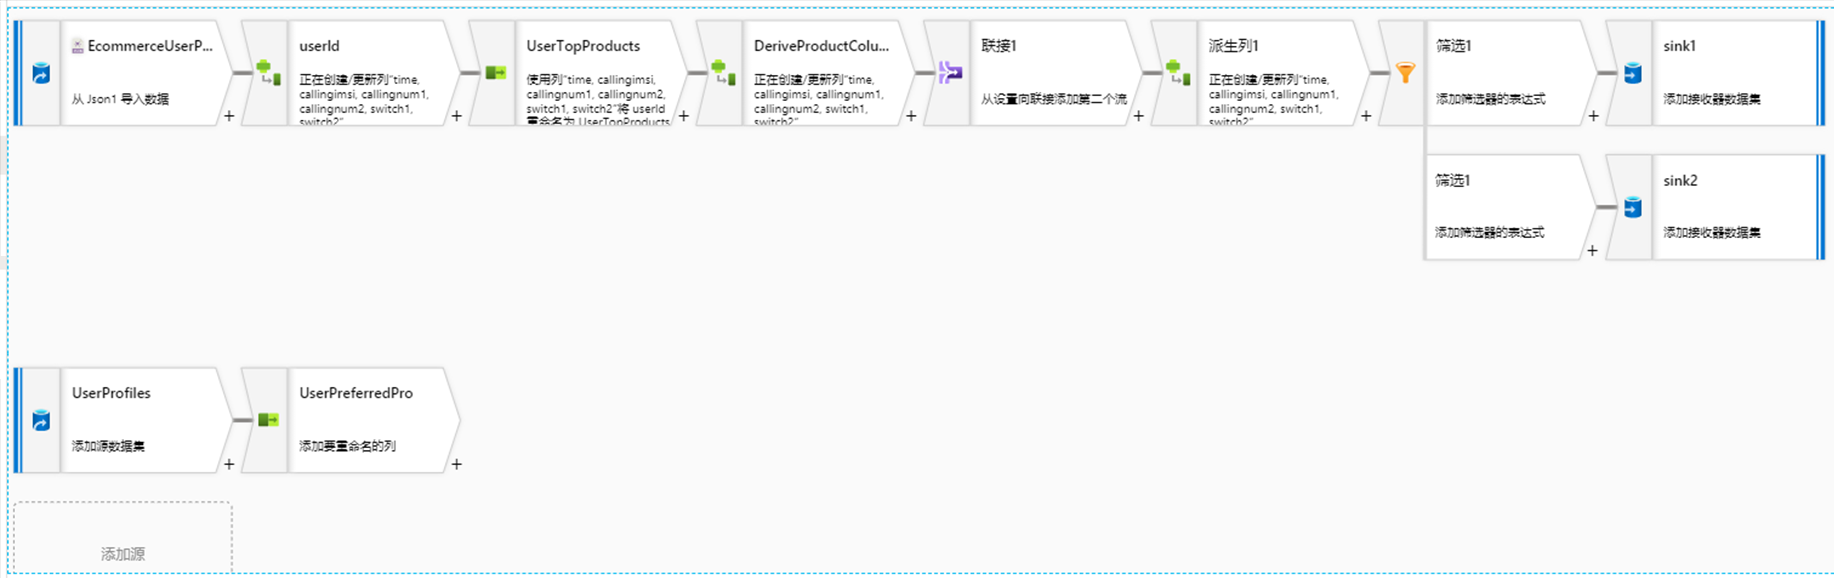 EcommerceUserP...
从 Json1 导入数据
+
userId
正在创建/更新列"time,
callingimsi, callingnum1,
callingnum2, switch1,
switch2"
+
UserTopProducts
使用列"time, callingimsi,
callingnum1, callingnum2,
switch1, switch2"将 userId
重命名为 UserTopProducts
+
DeriveProductColu...
正在创建/更新列"time,
callingimsi, callingnum1,
callingnum2, switch1,
switch2"
+
联接1
从设置向联接添加第二个流
+
派生列1
正在创建/更新列"time,
callingimsi, callingnum1,
callingnum2, switch1,
switch2"
+
筛选1
添加筛选器的表达式
+
sink1
添加接收器数据集
筛选1
添加筛选器的表达式
+
sink2
添加接收器数据集
UserProfiles
添加源数据集
+
UserPreferredPro
添加要重命名的列
+
添加源